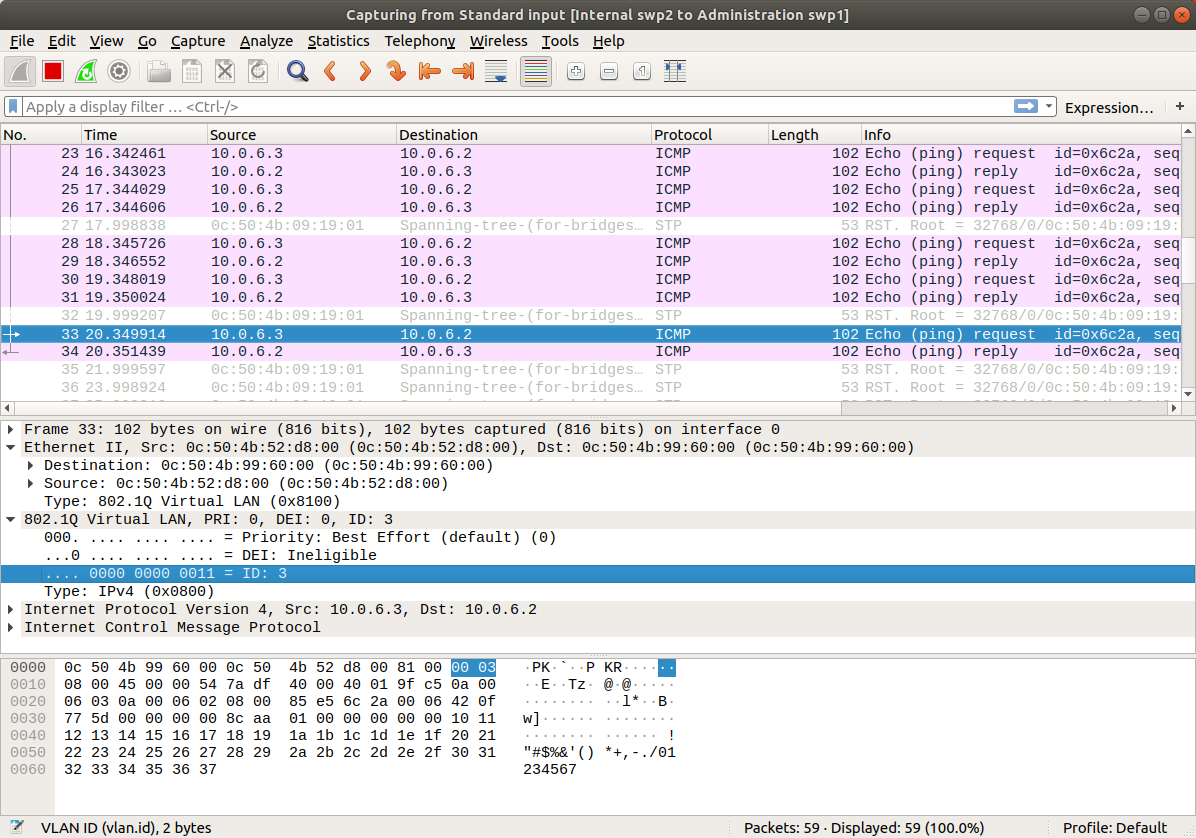 Capturing from Standard input [Internal swp2 to Administration swp1]
File Edit View Go Capture Analyze Statistics Telephony Wireless Tools Help
Apply a display filter … <Ctrl-/> Expression… +
No. Time Source Destination Protocol Length Info
23 16.342461 10.0.6.3 10.0.6.2 ICMP 102 Echo (ping) request id=0x6c2a, seq
24 16.343023 10.0.6.2 10.0.6.3 ICMP 102 Echo (ping) reply id=0x6c2a, seq
25 17.344029 10.0.6.3 10.0.6.2 ICMP 102 Echo (ping) request id=0x6c2a, seq
26 17.344606 10.0.6.2 10.0.6.3 ICMP 102 Echo (ping) reply id=0x6c2a, seq
27 17.998838 0c:50:4b:09:19:01 Spanning-tree-(for-bridges… STP 53 RST. Root = 32768/0/0c:50:4b:09:19:
28 18.345726 10.0.6.3 10.0.6.2 ICMP 102 Echo (ping) request id=0x6c2a, seq
29 18.346552 10.0.6.2 10.0.6.3 ICMP 102 Echo (ping) reply id=0x6c2a, seq
30 19.348019 10.0.6.3 10.0.6.2 ICMP 102 Echo (ping) request id=0x6c2a, seq
31 19.350024 10.0.6.2 10.0.6.3 ICMP 102 Echo (ping) reply id=0x6c2a, seq
32 19.999207 0c:50:4b:09:19:01 Spanning-tree-(for-bridges… STP 53 RST. Root = 32768/0/0c:50:4b:09:19:
33 20.349914 10.0.6.3 10.0.6.2 ICMP 102 Echo (ping) request id=0x6c2a, seq
34 20.351439 10.0.6.2 10.0.6.3 ICMP 102 Echo (ping) reply id=0x6c2a, seq
35 21.999597 0c:50:4b:09:19:01 Spanning-tree-(for-bridges… STP 53 RST. Root = 32768/0/0c:50:4b:09:19:
36 23.998924 0c:50:4b:09:19:01 Spanning-tree-(for-bridges… STP 53 RST. Root = 32768/0/0c:50:4b:09:19:
Frame 33: 102 bytes on wire (816 bits), 102 bytes captured (816 bits) on interface 0
Ethernet II, Src: 0c:50:4b:52:d8:00 (0c:50:4b:52:d8:00), Dst: 0c:50:4b:99:60:00 (0c:50:4b:99:60:00)
Destination: 0c:50:4b:99:60:00 (0c:50:4b:99:60:00)
Source: 0c:50:4b:52:d8:00 (0c:50:4b:52:d8:00)
Type: 802.1Q Virtual LAN (0x8100)
802.1Q Virtual LAN, PRI: 0, DEI: 0, ID: 3
000. .... .... .... = Priority: Best Effort (default) (0)
...0 .... .... .... = DEI: Ineligible
.... 0000 0000 0011 = ID: 3
Type: IPv4 (0x0800)
Internet Protocol Version 4, Src: 10.0.6.3, Dst: 10.0.6.2
Internet Control Message Protocol
0000 0c 50 4b 99 60 00 0c 50 4b 52 d8 00 81 00 00 03 ·PK·`··P KR······
0010 08 00 45 00 00 54 7a df 40 00 40 01 9f c5 0a 00 ··E··Tz· @·@·····
0020 06 03 0a 00 06 02 08 00 85 e5 6c 2a 00 06 42 0f ········ ··l*··B·
0030 77 5d 00 00 00 00 8c aa 01 00 00 00 00 00 10 11 w]······ ········
0040 12 13 14 15 16 17 18 19 1a 1b 1c 1d 1e 1f 20 21 ········ ······ !
0050 22 23 24 25 26 27 28 29 2a 2b 2c 2d 2e 2f 30 31 "#$%&'() *+,-./01
0060 32 33 34 35 36 37 234567
VLAN ID (vlan.id), 2 bytes Packets: 59 · Displayed: 59 (100.0%) Profile: Default